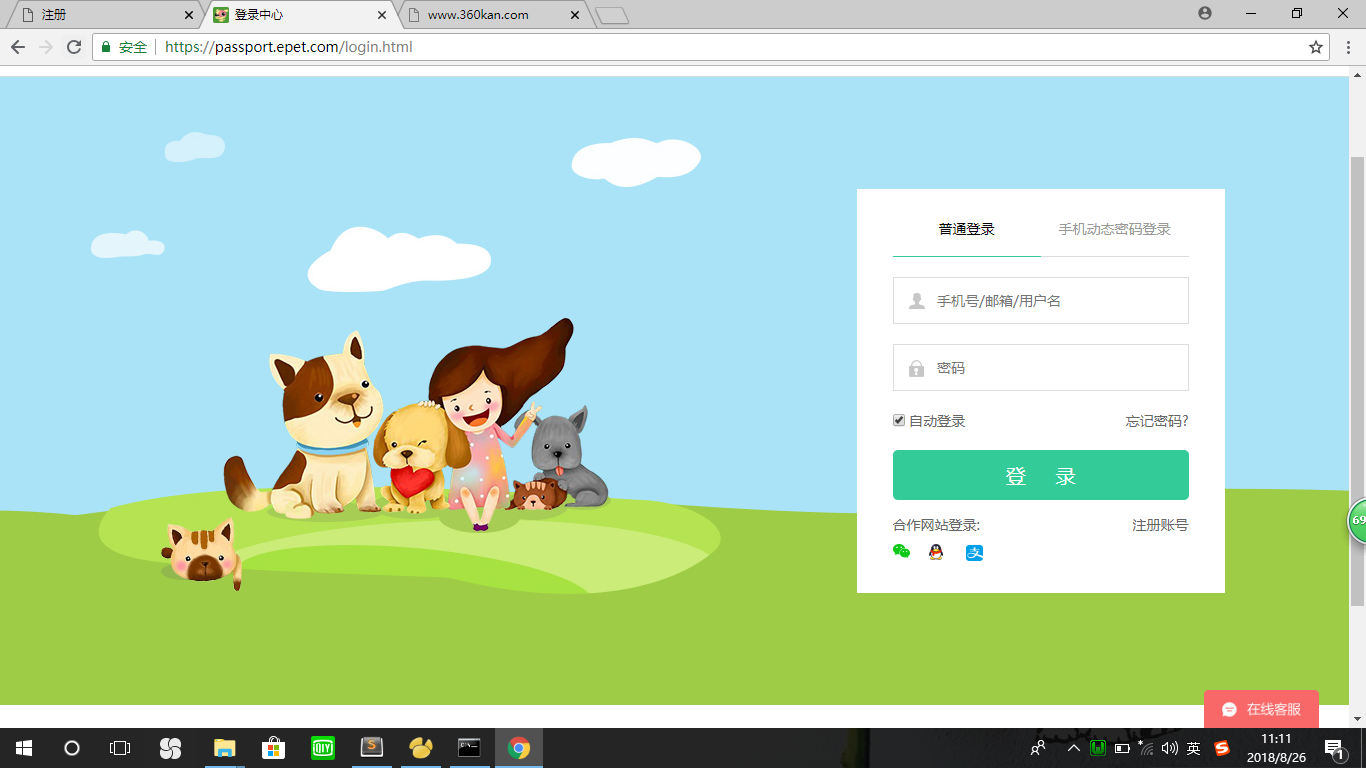 注册
登录中心
www.360kan.com
安全
https://passport.epet.com/login.html
普通登录
手机动态密码登录
手机号/邮箱/用户名
密码
自动登录
忘记密码?
登 录
合作网站登录:
注册账号
支
69
在线客服
QIY
S
英
S
11:11
2018/8/26
1